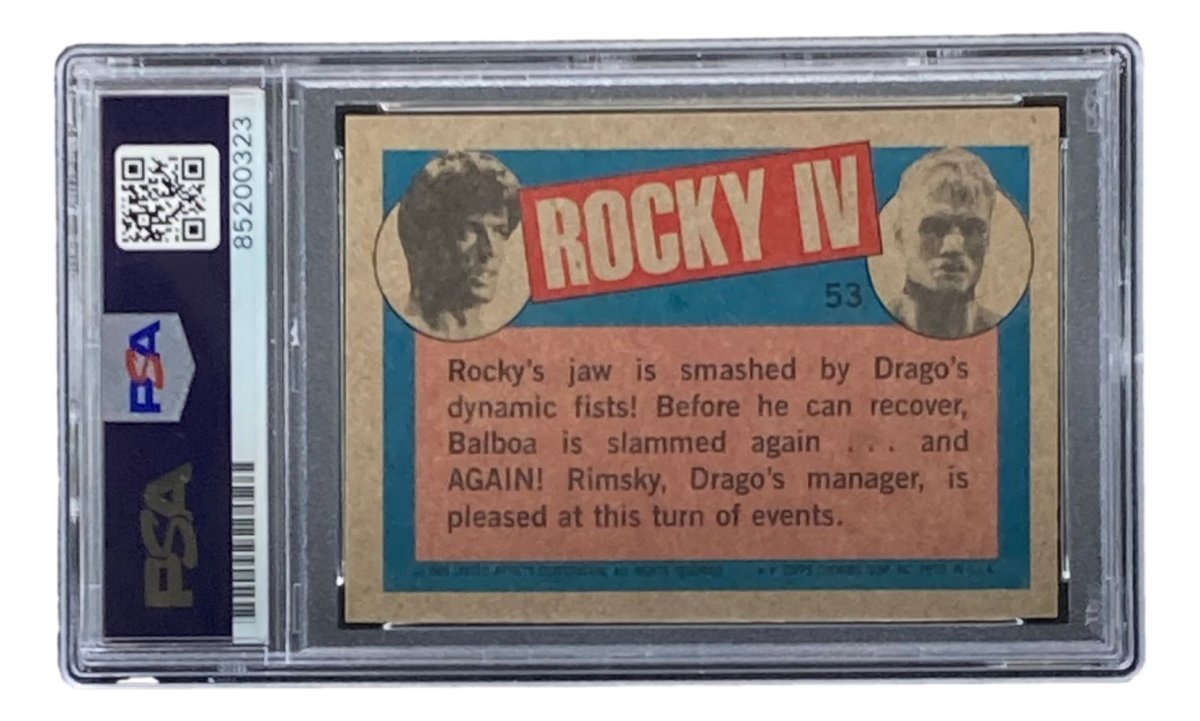 ROCKY IV
53
Rocky's jaw is smashed by Drago's
dynamic fists! Before he can recover,
Balboa is slammed again . . . and
AGAIN! Rimsky, Drago's manager, is
pleased at this turn of events.
85200323
PSA
PSA